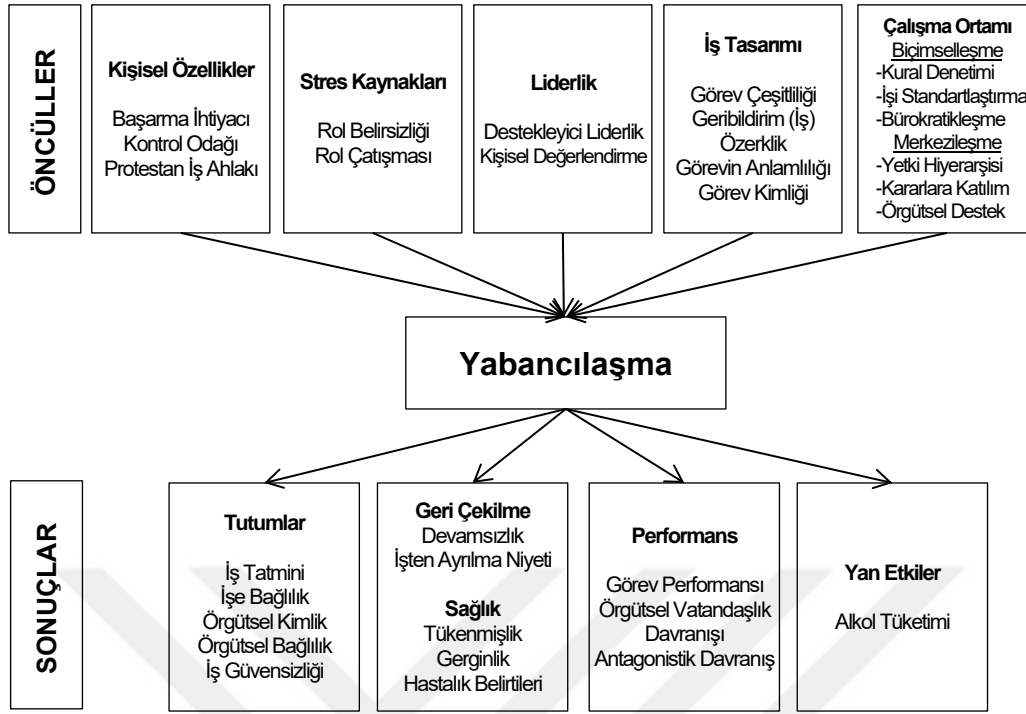 ÖNCÜLLER
Kişisel Özellikler
Başarma İhtiyacı
Kontrol Odağı
Protestan İş Ahlakı
Stres Kaynakları
Rol Belirsizliği
Rol Çatışması
Liderlik
Destekleyici Liderlik
Kişisel Değerlendirme
İş Tasarımı
Görev Çeşitliliği
Geribildirim (İş)
Özerklik
Görevin Anlamlılığı
Görev Kimliği
Çalışma Ortamı
Biçimselleşme
-Kural Denetimi
-İşi Standartlaştırma
-Bürokratikleşme
Merkezileşme
-Yetki Hiyerarşisi
-Kararlara Katılım
-Örgütsel Destek
Yabancılaşma
SONUÇLAR
Tutumlar
İş Tatmini
İşe Bağlılık
Örgütsel Kimlik
Örgütsel Bağlılık
İş Güvensizliği
Geri Çekilme
Devamsızlık
İşten Ayrılma Niyeti
Sağlık
Tükenmişlik
Gerginlik
Hastalık Belirtileri
Performans
Görev Performansı
Örgütsel Vatandaşlık
Davranışı
Antagonistik Davranış
Yan Etkiler
Alkol Tüketimi